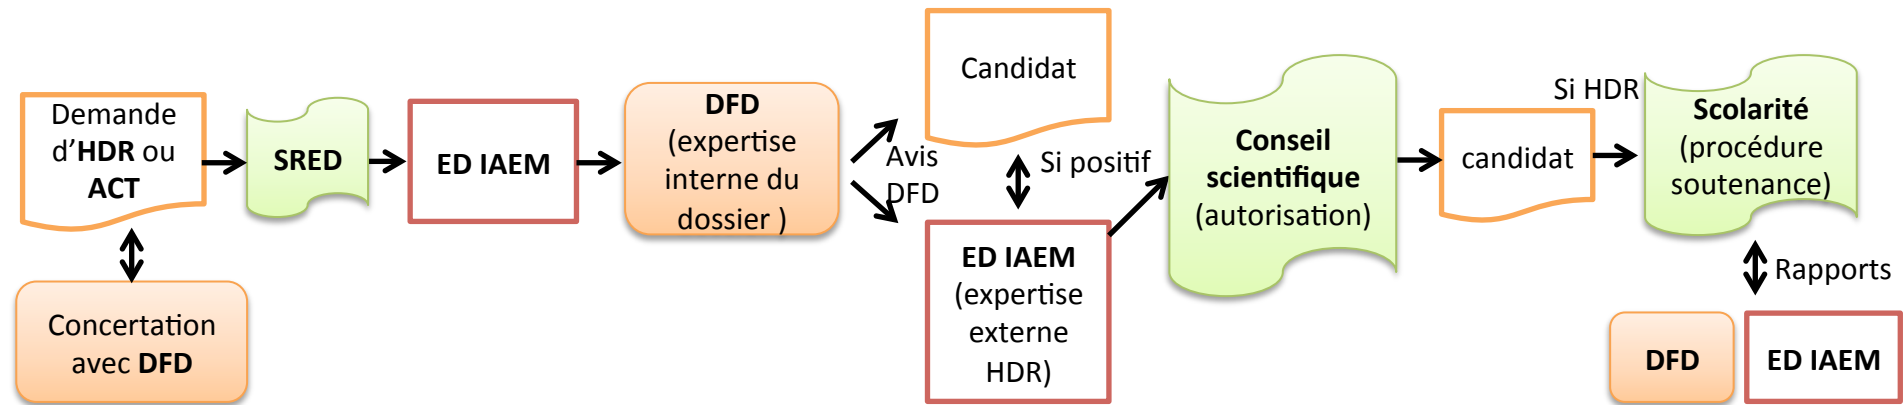 Demande
d'HDR ou
ACT
Concertation
avec DFD
SRED
ED IAEM
DFD
(expertise
interne du
dossier )
Avis
DFD
Candidat
Si positif
ED IAEM
(expertise
externe
HDR)
Conseil
scientifique
(autorisation)
candidat
Si HDR
Scolarité
(procédure
soutenance)
Rapports
DFD
ED IAEM